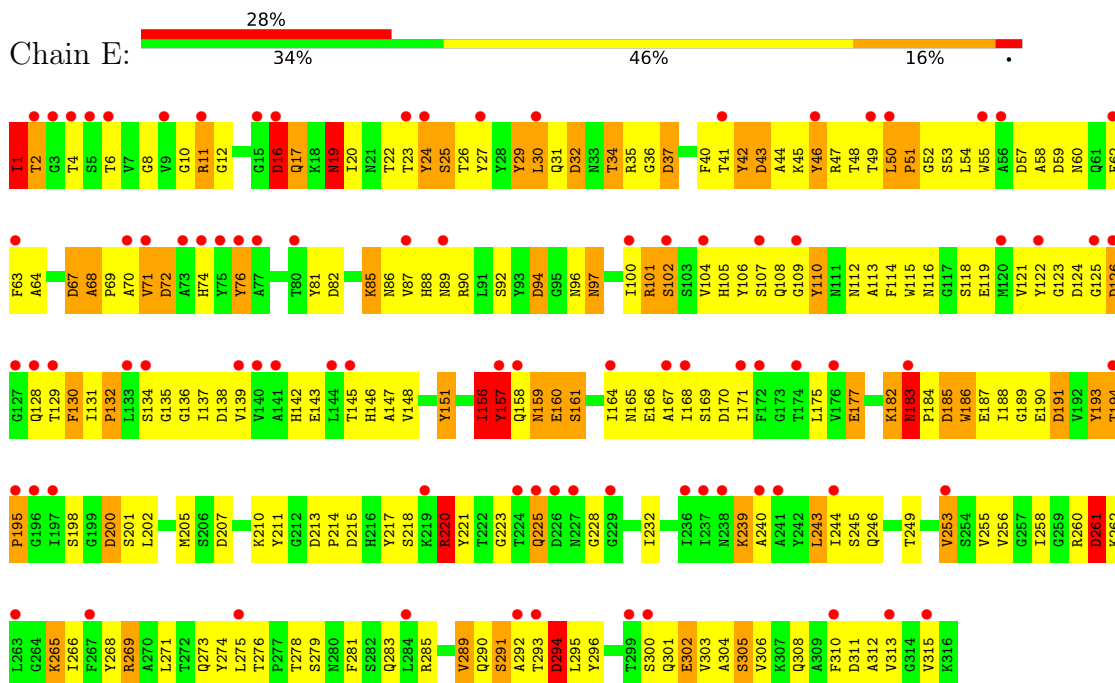 28%
Chain E:
34% 46% 16% •
I1 T2 G3 T4 S5 T6 V7 G8 V9 G10 R11 G12 G15 D16 Q17 K18 N19 I20 N21 T22 T23 Y24 S25 T26 Y27 Y28 Y29 L30 Q31 D32 N33 T34 R35 G36 D37 F40 T41 Y42 D43 A44 K45 Y46 R47 T48 T49 L50 P51 G52 S53 L54 W55 A56 D57 A58 D59 N60 Q61 F62
F63 A64 D67 A68 P69 A70 V71 D72 A73 H74 Y75 Y76 A77 T80 Y81 D82 K85 N86 V87 H88 N89 R90 L91 S92 Y93 D94 G95 N96 N97 I100 R101 S102 S103 V104 H105 Y106 S107 Q108 G109 Y110 N111 N112 A113 F114 W115 N116 G117 S118 E119 M120 V121 Y122 G123 D124 G125 D126
G127 Q128 T129 F130 I131 P132 L133 S134 G135 G136 I137 D138 V139 V140 A141 H142 E143 L144 T145 H146 A147 V148 Y151 I156 Y157 Q158 N159 E160 S161 I164 N165 E166 A167 I168 S169 D170 I171 F172 G173 T174 L175 V176 E177 K182 N183 P184 D185 W186 E187 I188 G189 E190 D191 V192 Y193 T194
P195 G196 I197 S198 G199 D200 S201 L202 M205 S206 D207 K210 Y211 G212 D213 P214 D215 H216 Y217 S218 K219 R220 Y221 T222 G223 T224 Q225 D226 N227 G228 G229 I232 I236 I237 N238 K239 A240 A241 Y242 L243 I244 S245 Q246 T249 V253 S254 V255 V256 G257 I258 G259 R260 D261 K262
L263 G264 K265 I266 F267 Y268 R269 A270 L271 T272 Q273 Y274 L275 T276 P277 T278 S279 N280 F281 S282 Q283 L284 R285 V289 Q290 S291 A292 T293 D294 L295 Y296 T299 S300 Q301 E302 V303 A304 S305 V306 K307 Q308 A309 F310 D311 A312 V313 G314 V315 K316